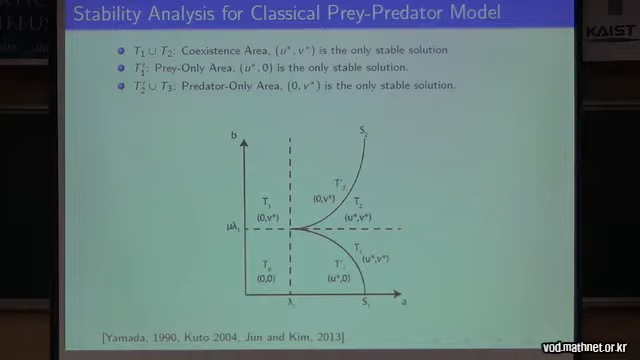 Stability Analysis for Classical Prey-Predator Model
KAIST
T₁ ∪ T₂: Coexistence Area, (u*, v*) is the only stable solution
T₁′: Prey-Only Area, (u*, 0) is the only stable solution.
T₂′ ∪ T₃: Predator-Only Area, (0, v*) is the only stable solution.
b
S₂
T₃
(0,v*)
T'₂
(0,v*)
T₂
(u*,v*)
μλ₁
T₁
(u*,v*)
T₀
(0,0)
T'₁
(u*,0)
λ₁
S₁
a
[Yamada, 1990, Kuto 2004, Jun and Kim, 2013]
vod.mathnet.or.kr